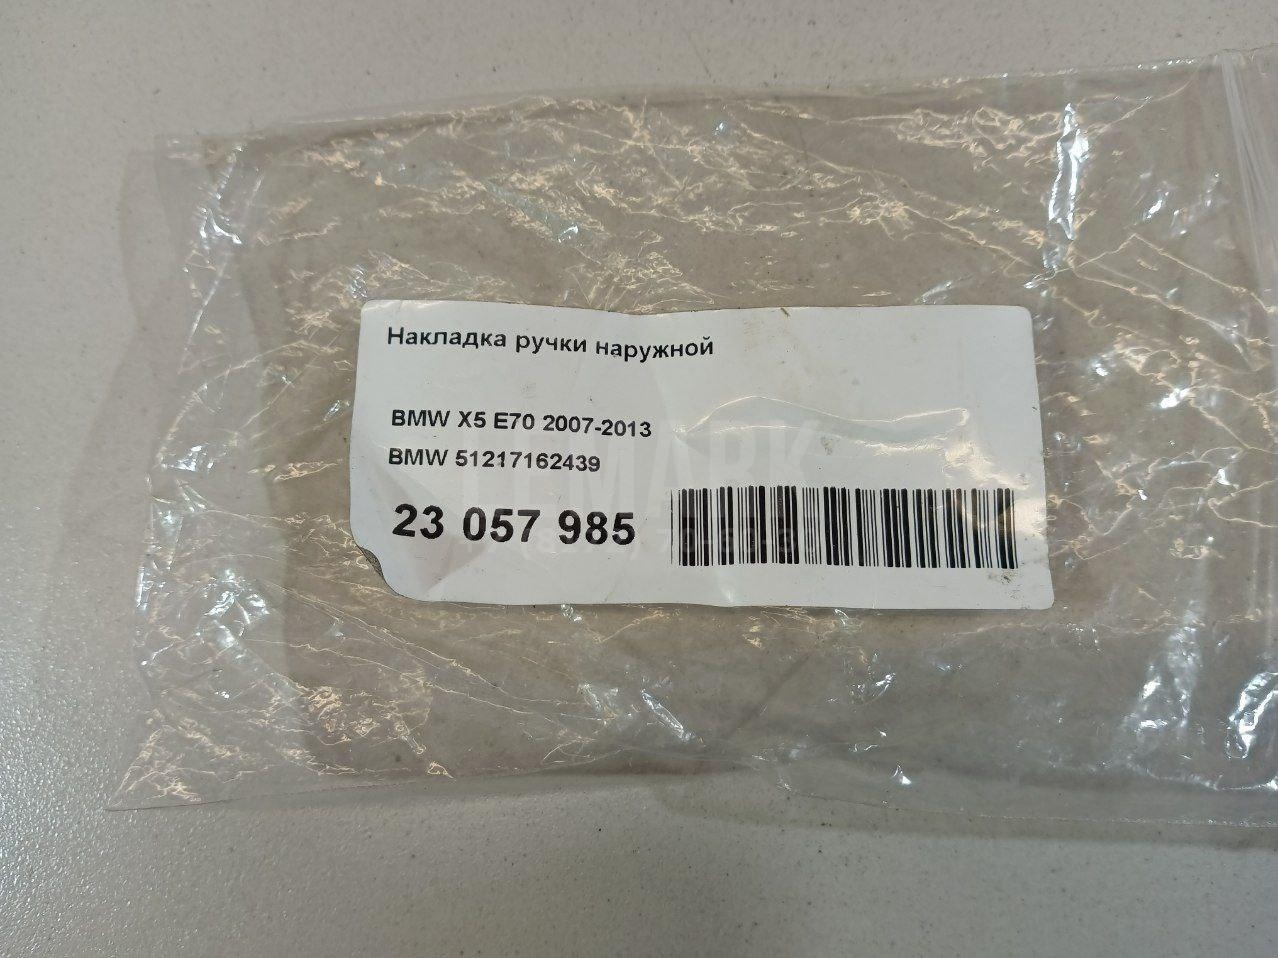 Накладка ручки наружной
BMW X5 E70 2007-2013
BMW 51217162439
23 057 985